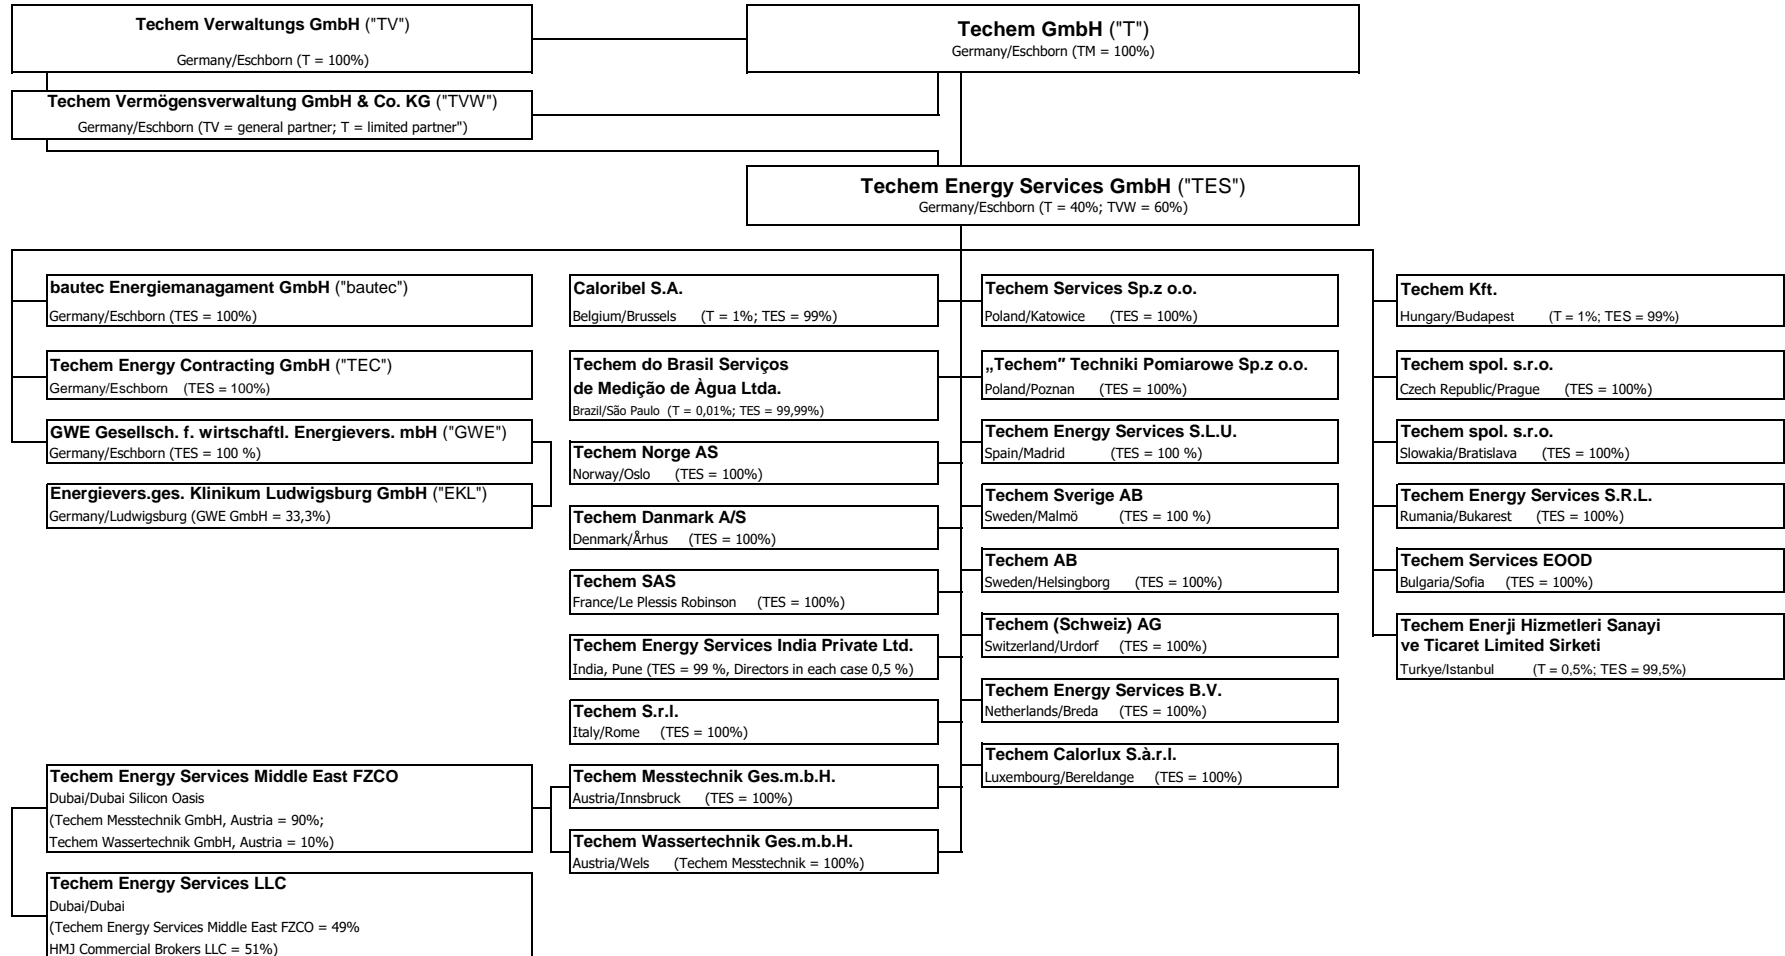 Techem Verwaltungs GmbH ("TV")
Germany/Eschborn (T = 100%)
Techem GmbH ("T")
Germany/Eschborn (TM = 100%)
Techem Vermögensverwaltung GmbH & Co. KG ("TVW")
Germany/Eschborn (TV = general partner; T = limited partner")
Techem Energy Services GmbH ("TES")
Germany/Eschborn (T = 40%; TVW = 60%)
bautec Energiemanagament GmbH ("bautec")
Germany/Eschborn (TES = 100%)
Techem Energy Contracting GmbH ("TEC")
Germany/Eschborn (TES = 100%)
GWE Gesellsch. f. wirtschaftl. Energievers. mbH ("GWE")
Germany/Eschborn (TES = 100 %)
Energievers.ges. Klinikum Ludwigsburg GmbH ("EKL")
Germany/Ludwigsburg (GWE GmbH = 33,3%)
Techem Energy Services Middle East FZCO
Dubai/Dubai Silicon Oasis
(Techem Messtechnik GmbH, Austria = 90%;
Techem Wassertechnik GmbH, Austria = 10%)
Techem Energy Services LLC
Dubai/Dubai
(Techem Energy Services Middle East FZCO = 49%
HMJ Commercial Brokers LLC = 51%)
Caloribel S.A.
Belgium/Brussels (T = 1%; TES = 99%)
Techem do Brasil Serviços
de Medição de Àgua Ltda.
Brazil/São Paulo (T = 0,01%; TES = 99,99%)
Techem Norge AS
Norway/Oslo (TES = 100%)
Techem Danmark A/S
Denmark/Århus (TES = 100%)
Techem SAS
France/Le Plessis Robinson (TES = 100%)
Techem Energy Services India Private Ltd.
India, Pune (TES = 99 %, Directors in each case 0,5 %)
Techem S.r.l.
Italy/Rome (TES = 100%)
Techem Messtechnik Ges.m.b.H.
Austria/Innsbruck (TES = 100%)
Techem Wassertechnik Ges.m.b.H.
Austria/Wels (Techem Messtechnik = 100%)
Techem Services Sp.z o.o.
Poland/Katowice (TES = 100%)
„Techem" Techniki Pomiarowe Sp.z o.o.
Poland/Poznan (TES = 100%)
Techem Energy Services S.L.U.
Spain/Madrid (TES = 100 %)
Techem Sverige AB
Sweden/Malmö (TES = 100 %)
Techem AB
Sweden/Helsingborg (TES = 100%)
Techem (Schweiz) AG
Switzerland/Urdorf (TES = 100%)
Techem Energy Services B.V.
Netherlands/Breda (TES = 100%)
Techem Calorlux S.à.r.l.
Luxembourg/Bereldange (TES = 100%)
Techem Kft.
Hungary/Budapest (T = 1%; TES = 99%)
Techem spol. s.r.o.
Czech Republic/Prague (TES = 100%)
Techem spol. s.r.o.
Slowakia/Bratislava (TES = 100%)
Techem Energy Services S.R.L.
Rumania/Bukarest (TES = 100%)
Techem Services EOOD
Bulgaria/Sofia (TES = 100%)
Techem Enerji Hizmetleri Sanayi
ve Ticaret Limited Sirketi
Turkye/Istanbul (T = 0,5%; TES = 99,5%)